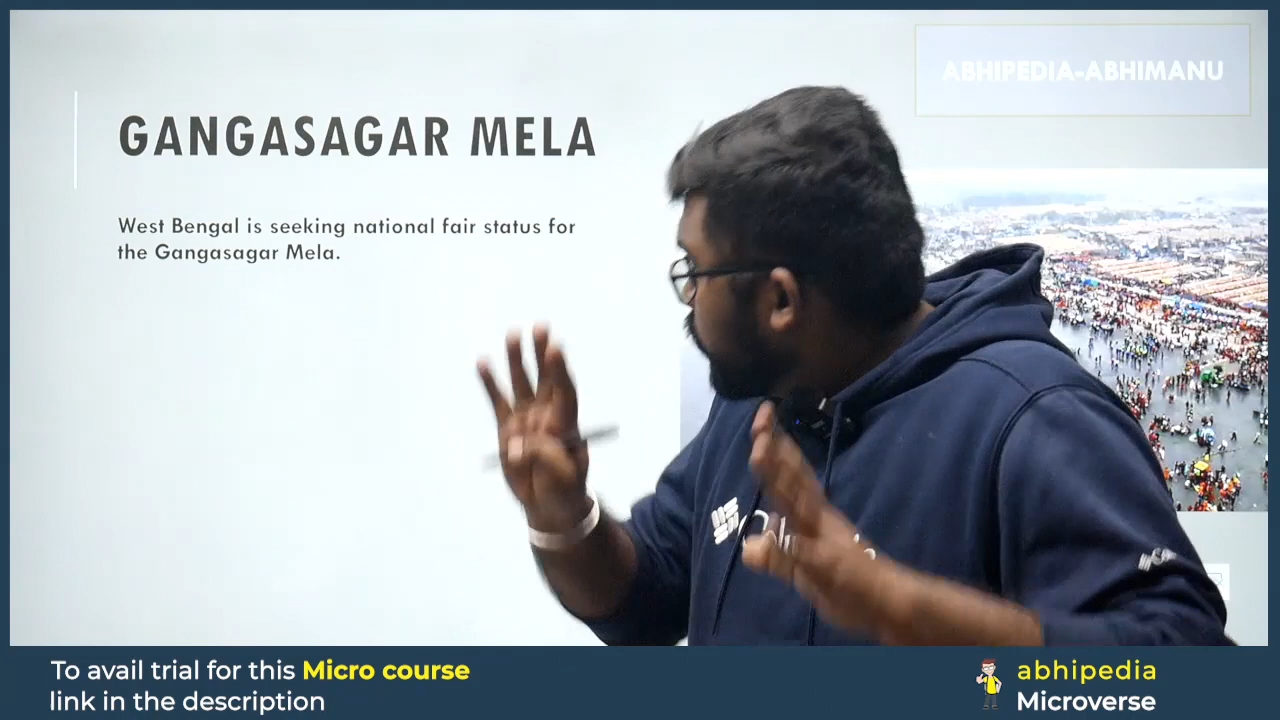 ABHIPEDIA-ABHIMANU
GANGASAGAR MELA
West Bengal is seeking national fair status for
the Gangasagar Mela.
To avail trial for this Micro course
link in the description
abhipedia
Microverse